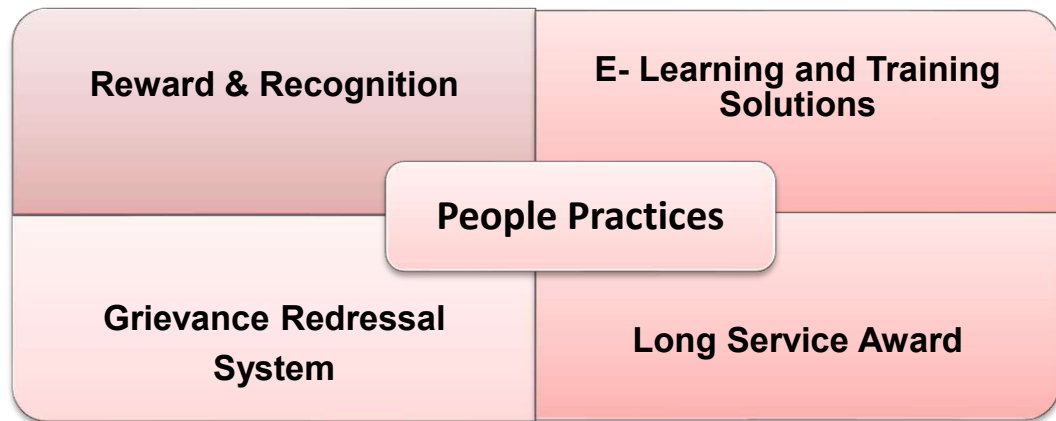 Reward & Recognition
E- Learning and Training
Solutions
People Practices
Grievance Redressal
System
Long Service Award